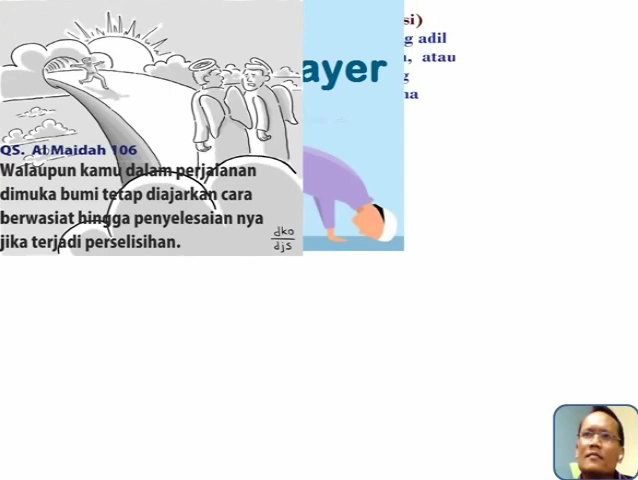 si)
g adil
, atau
g
na
ayer
QS. Al Maidah 106
Walaupun kamu dalam perjalanan
dimuka bumi tetap diajarkan cara
berwasiat hingga penyelesaian nya
jika terjadi perselisihan.
dko
djs